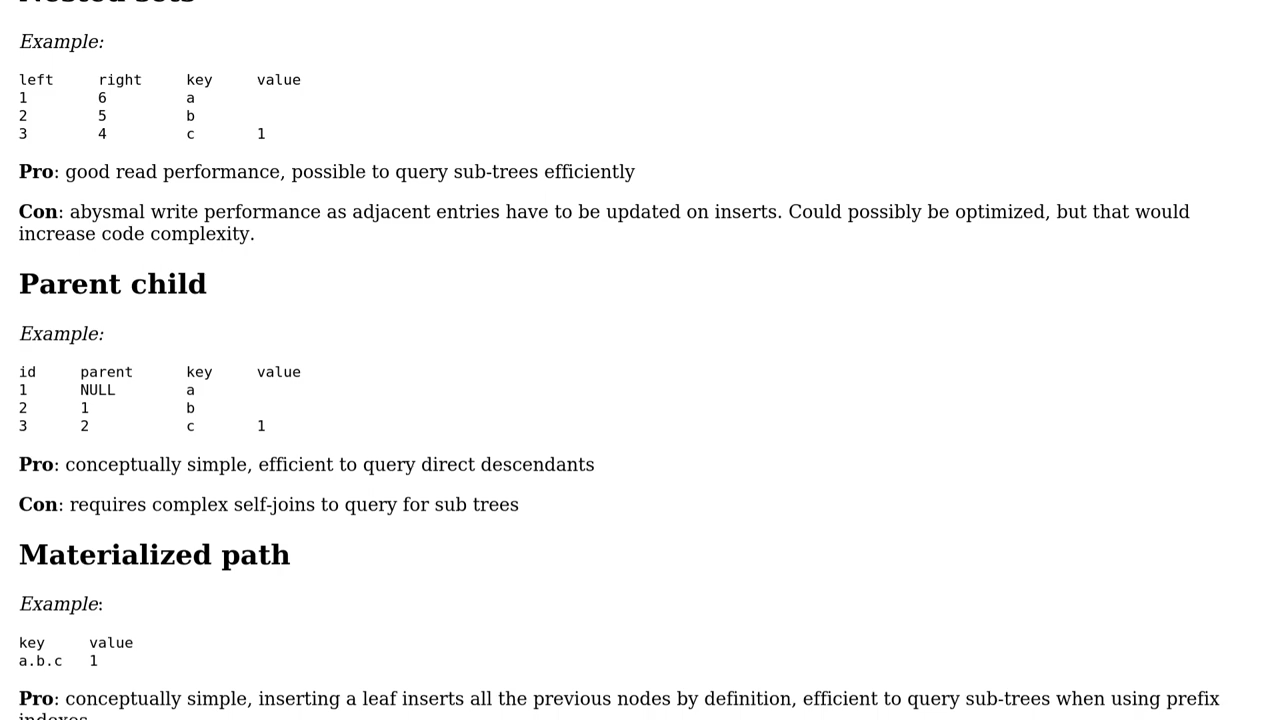 Nested sets
Example:
left right key value
1 6 a
2 5 b
3 4 c 1
Pro: good read performance, possible to query sub-trees efficiently
Con: abysmal write performance as adjacent entries have to be updated on inserts. Could possibly be optimized, but that would
increase code complexity.
Parent child
Example:
id parent key value
1 NULL a
2 1 b
3 2 c 1
Pro: conceptually simple, efficient to query direct descendants
Con: requires complex self-joins to query for sub trees
Materialized path
Example:
key value
a.b.c 1
Pro: conceptually simple, inserting a leaf inserts all the previous nodes by definition, efficient to query sub-trees when using prefix
indexes